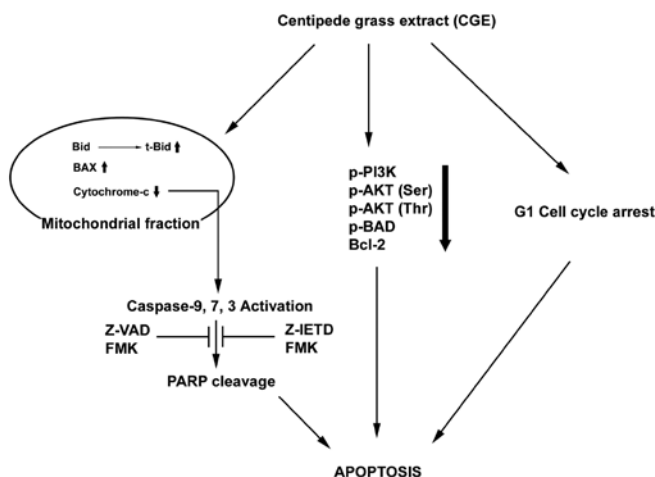 Centipede grass extract (CGE)
Bid t-Bid
BAX
Cytochrome-c
Mitochondrial fraction
p-PI3K
p-AKT (Ser)
p-AKT (Thr)
p-BAD
Bcl-2
G1 Cell cycle arrest
Caspase-9, 7, 3 Activation
Z-VAD
FMK
Z-IETD
FMK
PARP cleavage
APOPTOSIS